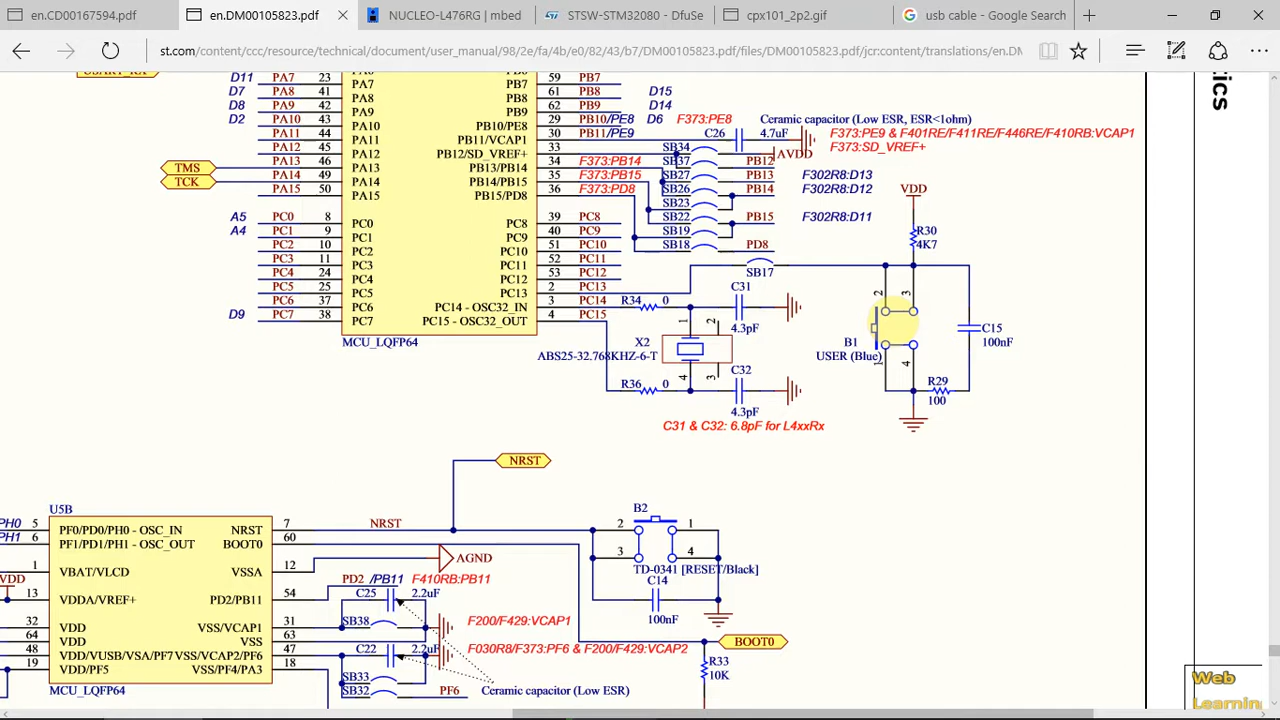 en.CD00167594.pdf
en.DM00105823.pdf
NUCLEO-L476RG | mbed
STSW-STM32080 - DfuSe
cpx101_2p2.gif
usb cable - Google Search
st.com/content/ccc/resource/technical/document/user_manual/98/2e/fa/4b/e0/82/43/b7/DM00105823.pdf/files/DM00105823.pdf/jcr:content/translations/en.DM
D11 PA7 23 PA7 PB7 59 PB7
D7 PA8 41 PA8 PB8 61 PB8 D15
D8 PA9 42 PA9 PB9 62 PB9 D14
D2 PA10 43 PA10 PB10/PE8 29 PB10/PE8 D6 F373:PE8 Ceramic capacitor (Low ESR, ESR<1ohm)
PA11 44 PA11 PB11/VCAP1 30 PB11/PE9 C26 4.7uF F373:PE9 & F401RE/F411RE/F446RE/F410RB:VCAP1
PA12 45 PA12 PB12/SD_VREF+ 33 SB34 AVDD F373:SD_VREF+
TMS PA13 46 PA13 PB13/PB14 34 F373:PB14 SB37 PB12
TCK PA14 49 PA14 PB14/PB15 35 F373:PB15 SB27 PB13 F302R8:D13
PA15 50 PA15 PB15/PD8 36 F373:PD8 SB26 PB14 F302R8:D12
SB23
VDD
A5 PC0 8 PC0 PC8 39 PC8 SB22 PB15 F302R8:D11
A4 PC1 9 PC1 PC9 40 PC9 SB19
R30
4K7
PC2 10 PC2 PC10 51 PC10 SB18 PD8
PC3 11 PC3 PC11 52 PC11
SB17
PC4 24 PC4 PC12 53 PC12
PC5 25 PC5 PC13 2 PC13 C31 2 3
PC6 37 PC6 PC14 - OSC32_IN 3 PC14 R34 0
D9 PC7 38 PC7 PC15 - OSC32_OUT 4 PC15 1 2 4.3pF
MCU_LQFP64 X2 B1 C15
ABS25-32.768KHZ-6-T USER (Blue) 100nF
4 3 C32 1 4
R36 0 R29
4.3pF 100
C31 & C32: 6.8pF for L4xxRx
NRST
U5B B2
PH0 5 PF0/PD0/PH0 - OSC_IN NRST 7 NRST 2 1
PH1 6 PF1/PD1/PH1 - OSC_OUT BOOT0 60
3 4
1 VBAT/VLCD VSSA 12 AGND TD-0341 [RESET/Black]
VDD PD2 /PB11 F410RB:PB11 C14
13 VDDA/VREF+ PD2/PB11 54 C25 2.2uF
100nF
32 VDD VSS/VCAP1 31 SB38 F200/F429:VCAP1
64 VDD VSS 63 BOOT0
48 VDD/VUSB/VSA/PF7 VSS/VCAP2/PF6 47 C22 2.2uF F030R8/F373:PF6 & F200/F429:VCAP2
19 VDD/PF5 VSS/PF4/PA3 18 R33
10K
SB33
MCU_LQFP64 SB32 PF6 Ceramic capacitor (Low ESR)
Web
Learning